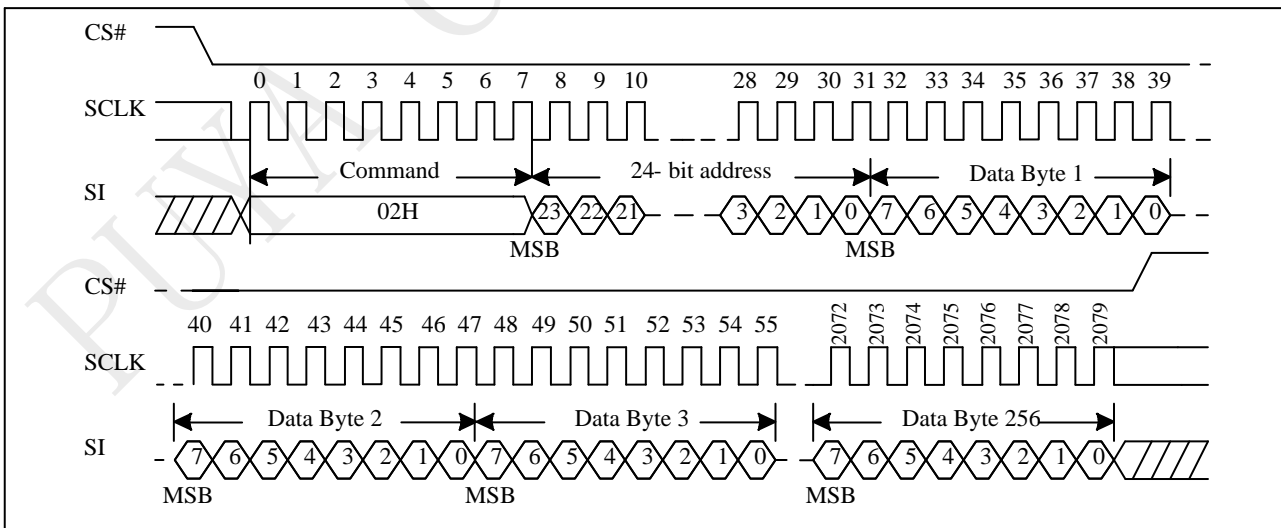 PUYA
CS#
0 1 2 3 4 5 6 7 8 9 10 28 29 30 31 32 33 34 35 36 37 38 39
SCLK
Command 24- bit address Data Byte 1
SI
02H 23 22 21 3 2 1 0 7 6 5 4 3 2 1 0
MSB MSB
CS#
40 41 42 43 44 45 46 47 48 49 50 51 52 53 54 55 2072 2073 2074 2075 2076 2077 2078 2079
SCLK
Data Byte 2 Data Byte 3 Data Byte 256
SI
7 6 5 4 3 2 1 0 7 6 5 4 3 2 1 0 7 6 5 4 3 2 1 0
MSB MSB MSB